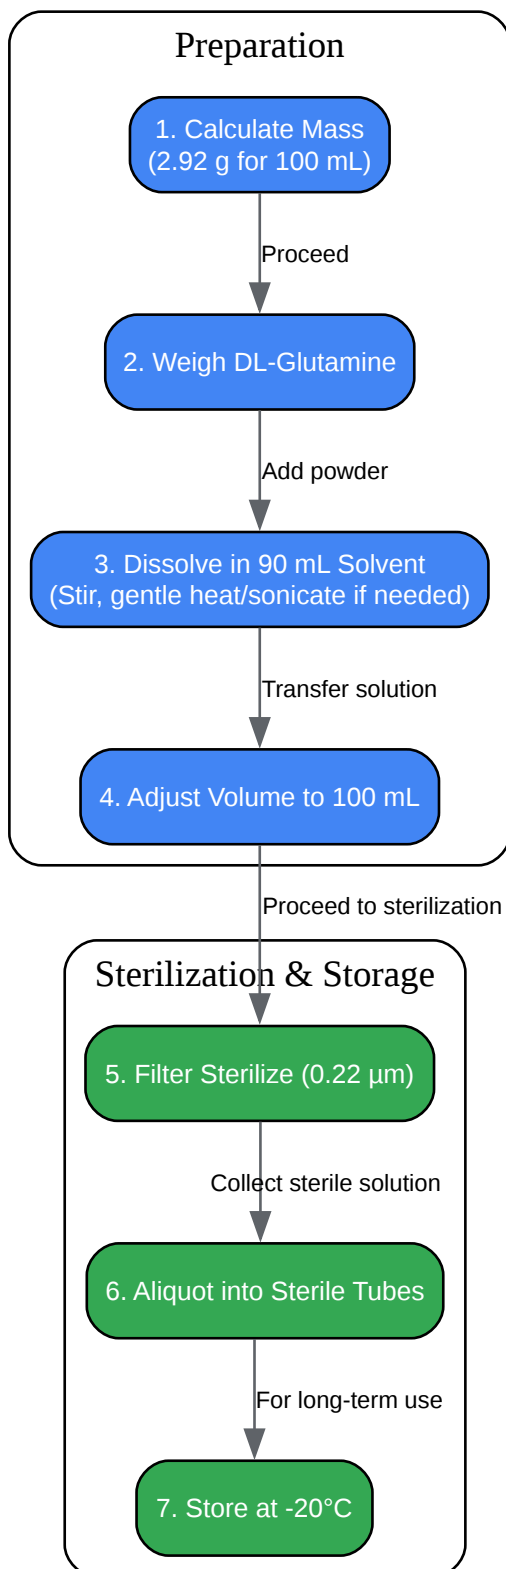 Preparation
1. Calculate Mass
(2.92 g for 100 mL)
Proceed
2. Weigh DL-Glutamine
Add powder
3. Dissolve in 90 mL Solvent
(Stir, gentle heat/sonicate if needed)
Transfer solution
4. Adjust Volume to 100 mL
Proceed to sterilization
Sterilization & Storage
5. Filter Sterilize (0.22 µm)
Collect sterile solution
6. Aliquot into Sterile Tubes
For long-term use
7. Store at -20°C